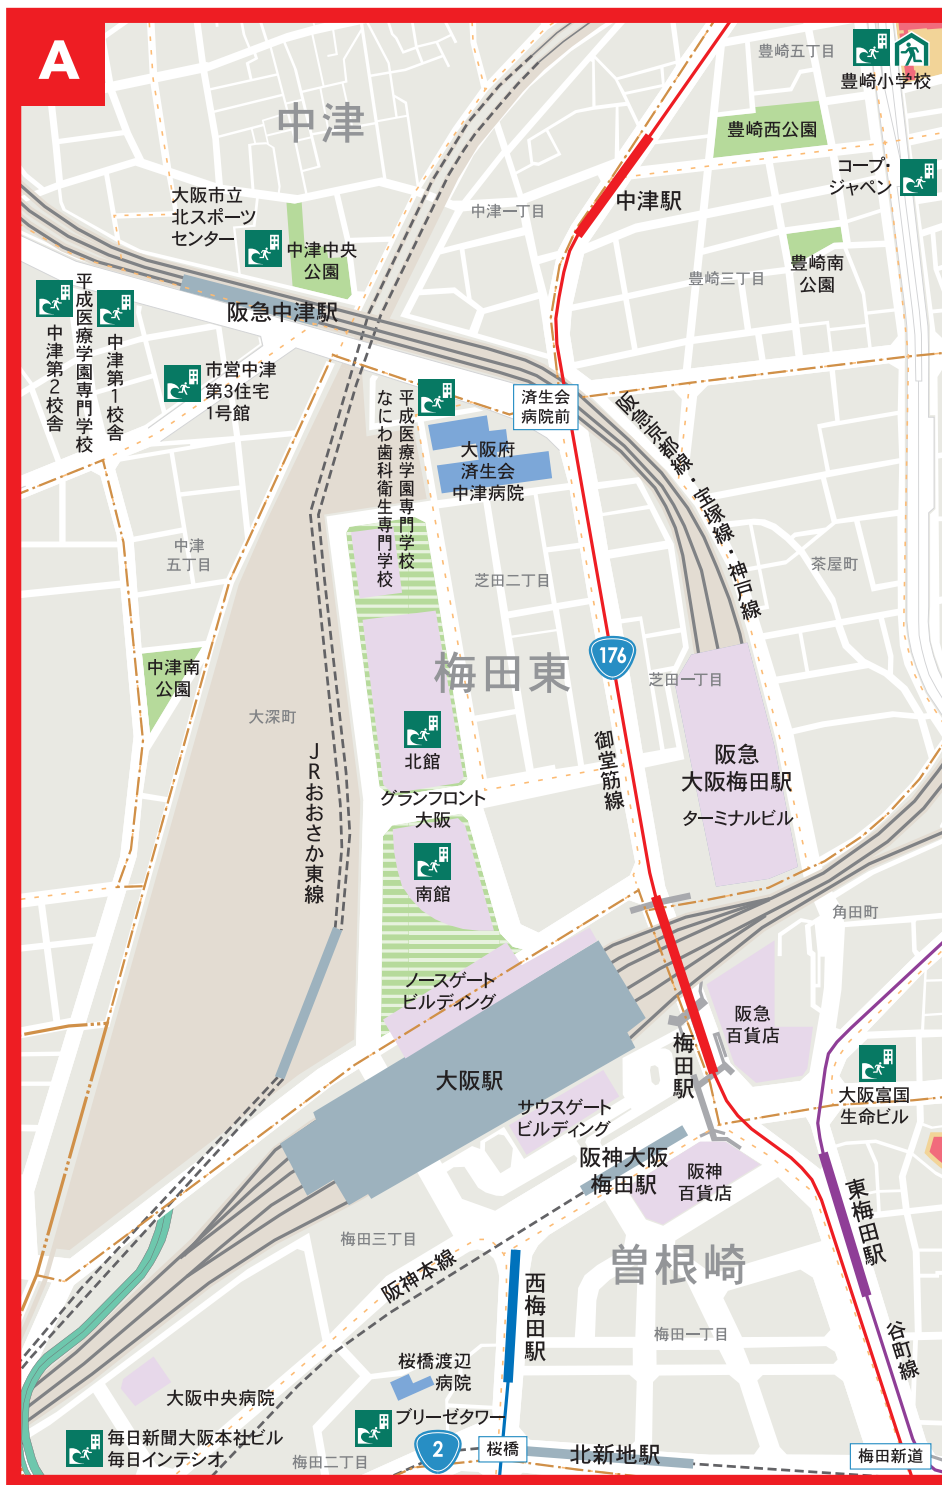 A
豊崎五丁目
豊崎小学校
中津
豊崎西公園
コープ・
ジャペン
大阪市立
北スポーツ
センター
中津一丁目
中津駅
中津中央
公園
豊崎三丁目
豊崎南
公園
阪急中津駅
平成医療学園専門学校
中津第2校舎
中津第1校舎
市営中津
第3住宅
1号館
平成医療学園専門学校
なにわ歯科衛生専門学校
済生会
病院前
阪急京都線・宝塚線・神戸線
大阪府
済生会
中津病院
中津
五丁目
芝田二丁目
茶屋町
176
梅田東
中津南
公園
芝田一丁目
大深町
北館
御堂筋線
阪急
大阪梅田駅
ターミナルビル
JRおおさか東線
グランフロント
大阪
南館
角田町
ノースゲート
ビルディング
阪急
百貨店
梅田駅
大阪駅
大阪富国
生命ビル
サウスゲート
ビルディング
阪神大阪
梅田駅
阪神
百貨店
東梅田駅
梅田三丁目
阪神本線
曽根崎
西梅田駅
梅田一丁目
谷町線
桜橋渡辺
病院
大阪中央病院
ブリーゼタワー
毎日新聞大阪本社ビル
毎日インテシオ
梅田二丁目
2
桜橋
北新地駅
梅田新道